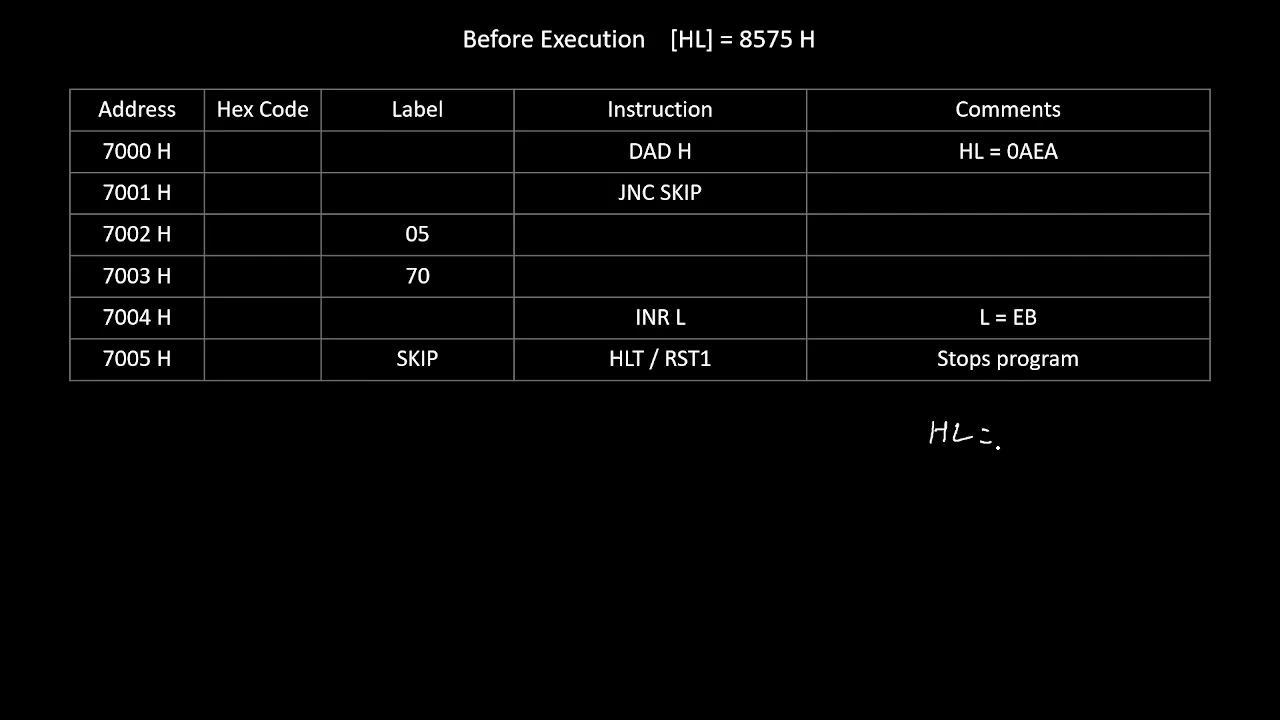 Before Execution [HL] = 8575 H
Address Hex Code Label Instruction Comments
7000 H DAD H HL = 0AEA
7001 H JNC SKIP
7002 H 05
7003 H 70
7004 H INR L L = EB
7005 H SKIP HLT / RST1 Stops program
HL =